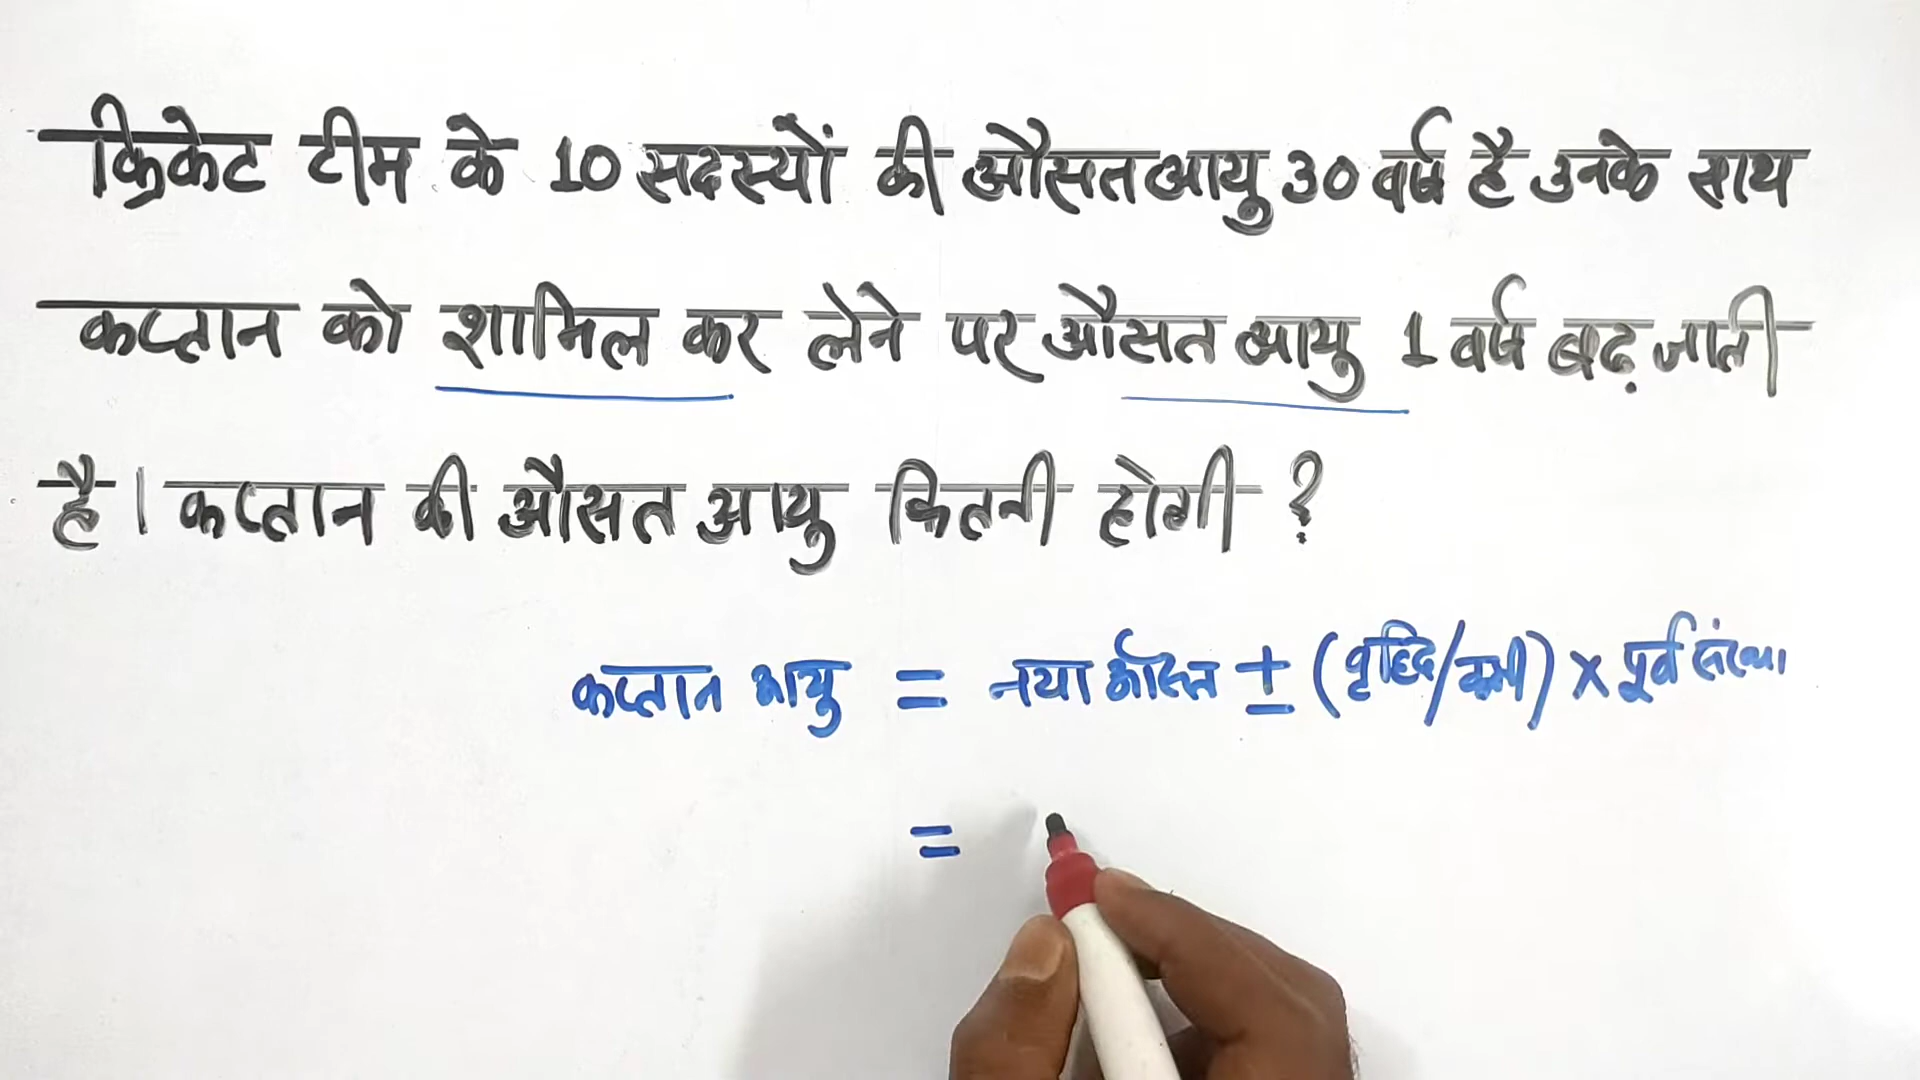 क्रिकेट टीम के 10 सदस्यों की औसत आयु 30 वर्ष है उनके साथ
कप्तान को शामिल कर लेने पर औसत आयु 1 वर्ष बढ़ जाती
है। कप्तान की औसत आयु कितनी होगी ?
कप्तान आयु = नया औसत ± (वृद्धि/कमी) × पूर्व संख्या
=